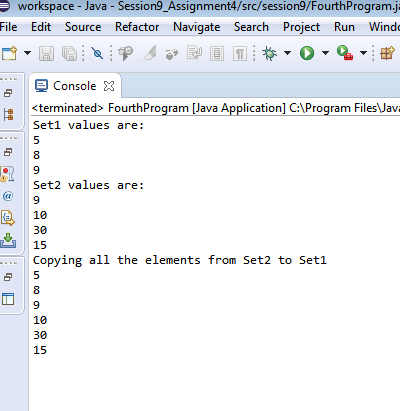 workspace - Java - Session9_Assignment4/src/session9/FourthProgram.ja
File Edit Source Refactor Navigate Search Project Run Windo
Console
<terminated> FourthProgram [Java Application] C:\Program Files\Java
Set1 values are:
5
8
9
Set2 values are:
9
10
30
15
Copying all the elements from Set2 to Set1
5
8
9
10
30
15